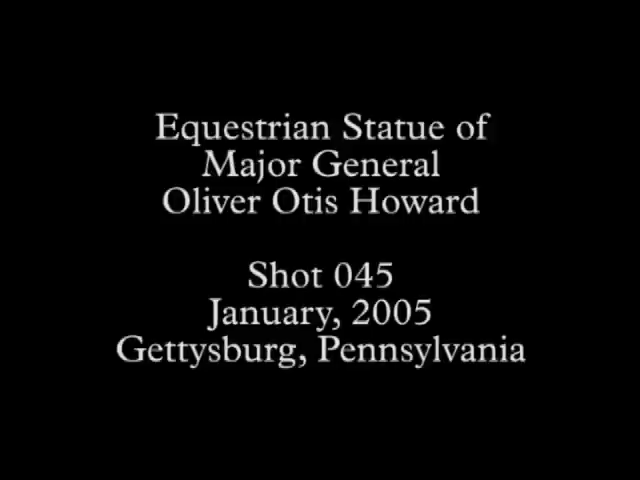 Equestrian Statue of
Major General
Oliver Otis Howard
Shot 045
January, 2005
Gettysburg, Pennsylvania